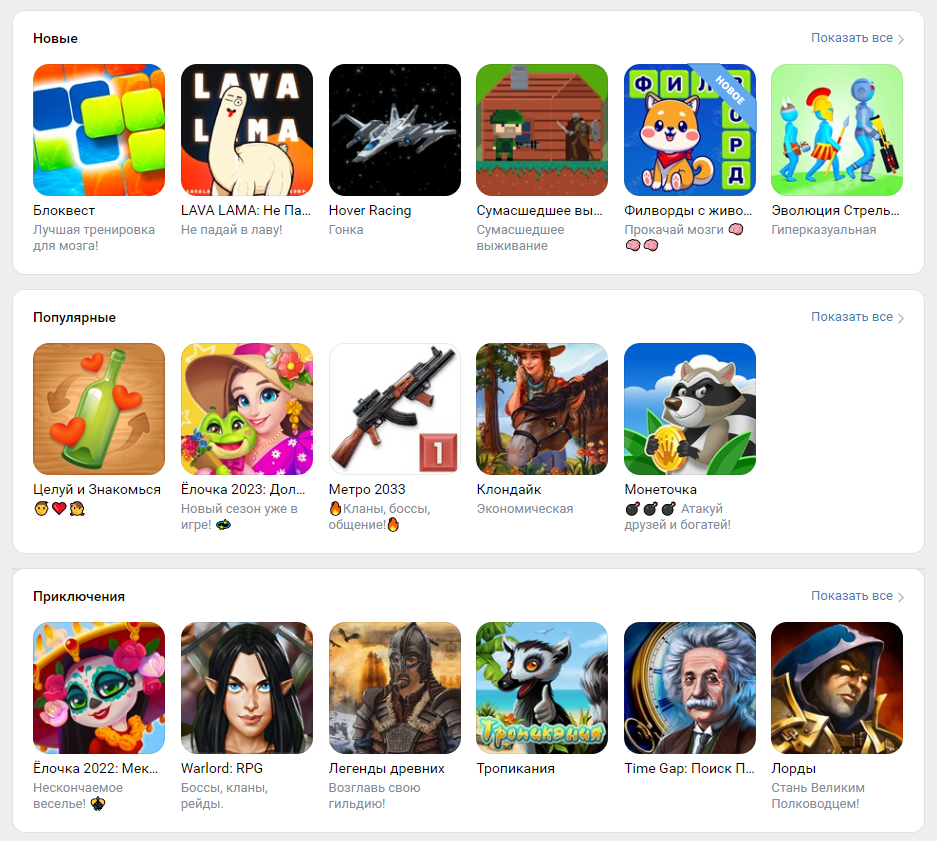 Новые
Показать все
LAVA
LAMA
ФИЛ
НОВОЕ
О
Р
Д
Блоквест
LAVA LAMA: Не Па...
Hover Racing
Сумасшедшее вы...
Филворды с живо...
Эволюция Стрель...
Лучшая тренировка
для мозга!
Не падай в лаву!
Гонка
Сумасшедшее
выживание
Прокачай мозги 🧠
🧠 🧠
Гиперказуальная
Популярные
Показать все
1
Целуй и Знакомься
Ёлочка 2023: Дол...
Метро 2033
Клондайк
Монеточка
Новый сезон уже в
игре!
🔥Кланы, боссы,
общение!🔥
Экономическая
💣 💣 💣 Атакуй
друзей и богатей!
Приключения
Показать все
Тропикания
Ёлочка 2022: Мек...
Warlord: RPG
Легенды древних
Тропикания
Time Gap: Поиск П...
Лорды
Нескончаемое
веселье!
Боссы, кланы,
рейды.
Возглавь свою
гильдию!
Стань Великим
Полководцем!